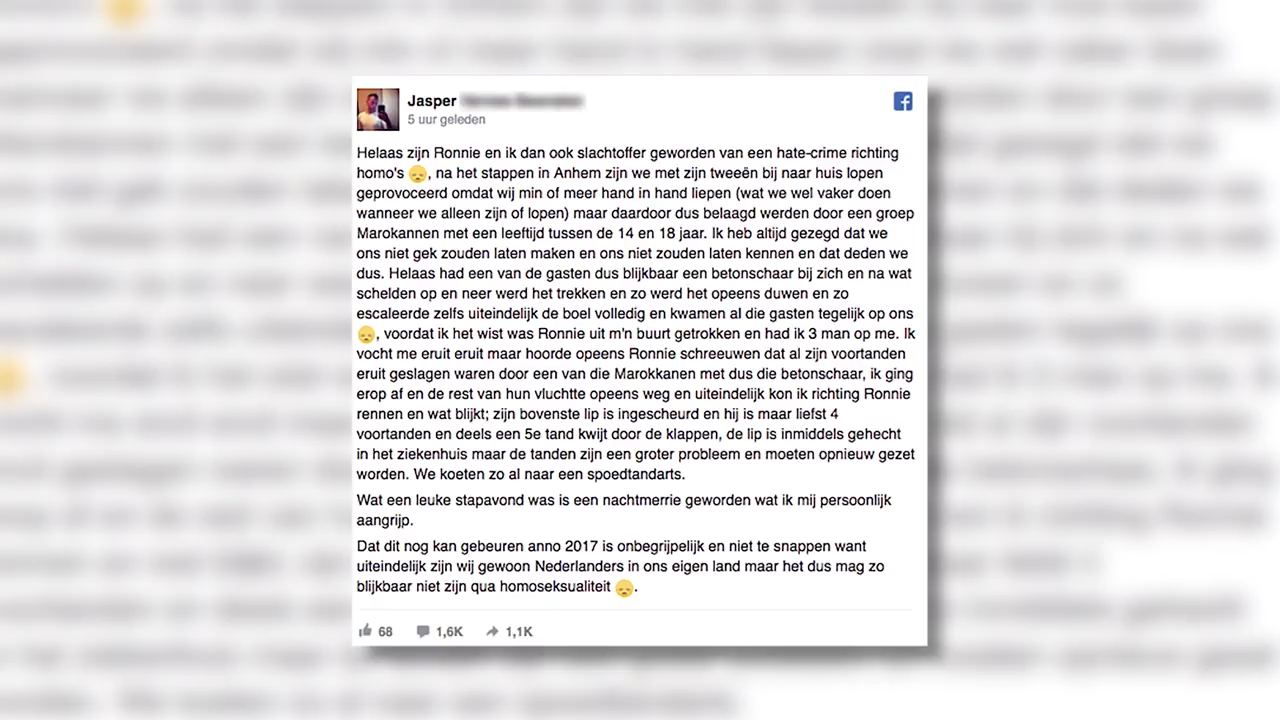 Jasper
5 uur geleden
Helaas zijn Ronnie en ik dan ook slachtoffer geworden van een hate-crime richting
homo's 😞, na het stappen in Anhem zijn we met zijn tweeën bij naar huis lopen
geprovoceerd omdat wij min of meer hand in hand liepen (wat we wel vaker doen
wanneer we alleen zijn of lopen) maar daardoor dus belaagd werden door een groep
Marokannen met een leeftijd tussen de 14 en 18 jaar. Ik heb altijd gezegd dat we
ons niet gek zouden laten maken en ons niet zouden laten kennen en dat deden we
dus. Helaas had een van de gasten dus blijkbaar een betonschaar bij zich en na wat
schelden op en neer werd het trekken en zo werd het opeens duwen en zo
escaleerde zelfs uiteindelijk de boel volledig en kwamen al die gasten tegelijk op ons
😞, voordat ik het wist was Ronnie uit m'n buurt getrokken en had ik 3 man op me. Ik
vocht me eruit eruit maar hoorde opeens Ronnie schreeuwen dat al zijn voortanden
eruit geslagen waren door een van die Marokkanen met dus die betonschaar, ik ging
erop af en de rest van hun vluchtte opeens weg en uiteindelijk kon ik richting Ronnie
rennen en wat blijkt; zijn bovenste lip is ingescheurd en hij is maar liefst 4
voortanden en deels een 5e tand kwijt door de klappen, de lip is inmiddels gehecht
in het ziekenhuis maar de tanden zijn een groter probleem en moeten opnieuw gezet
worden. We koeten zo al naar een spoedtandarts.
Wat een leuke stapavond was is een nachtmerrie geworden wat ik mij persoonlijk
aangrijp.
Dat dit nog kan gebeuren anno 2017 is onbegrijpelijk en niet te snappen want
uiteindelijk zijn wij gewoon Nederlanders in ons eigen land maar het dus mag zo
blijkbaar niet zijn qua homoseksualiteit 😞.
68 1,6K 1,1K